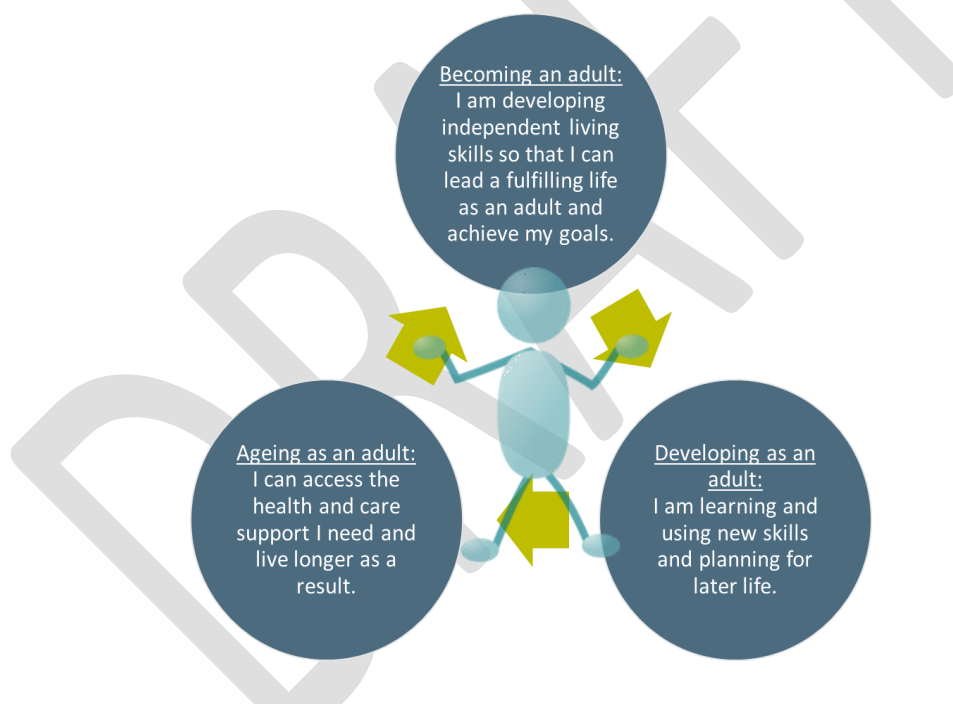 Becoming an adult:
I am developing
independent living
skills so that I can
lead a fulfilling life
as an adult and
achieve my goals.
Ageing as an adult:
I can access the
health and care
support I need and
live longer as a
result.
Developing as an
adult:
I am learning and
using new skills
and planning for
later life.
DRAFT